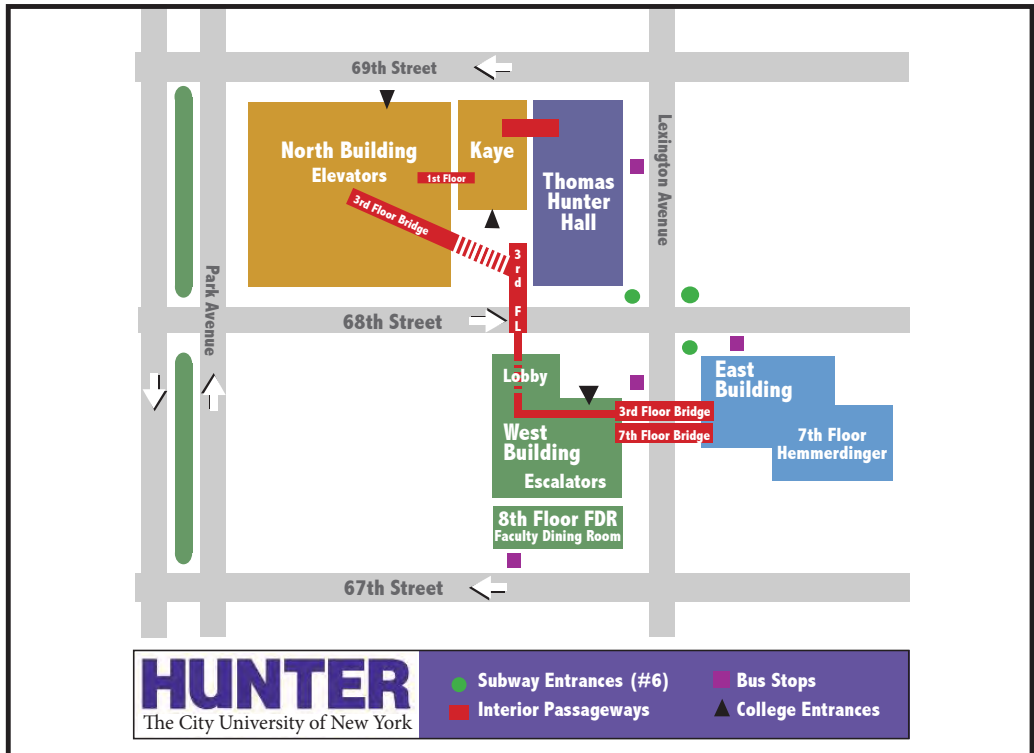 69th Street
North Building
Elevators
Kaye
1st Floor
3rd Floor Bridge
Thomas
Hunter
Hall
Lexington Avenue
Park Avenue
3rd FL
68th Street
Lobby
East
Building
3rd Floor Bridge
7th Floor Bridge
West
Building
Escalators
7th Floor
Hemmerdinger
8th Floor FDR
Faculty Dining Room
67th Street
HUNTER
The City University of New York
Subway Entrances (#6)
Bus Stops
Interior Passageways
College Entrances